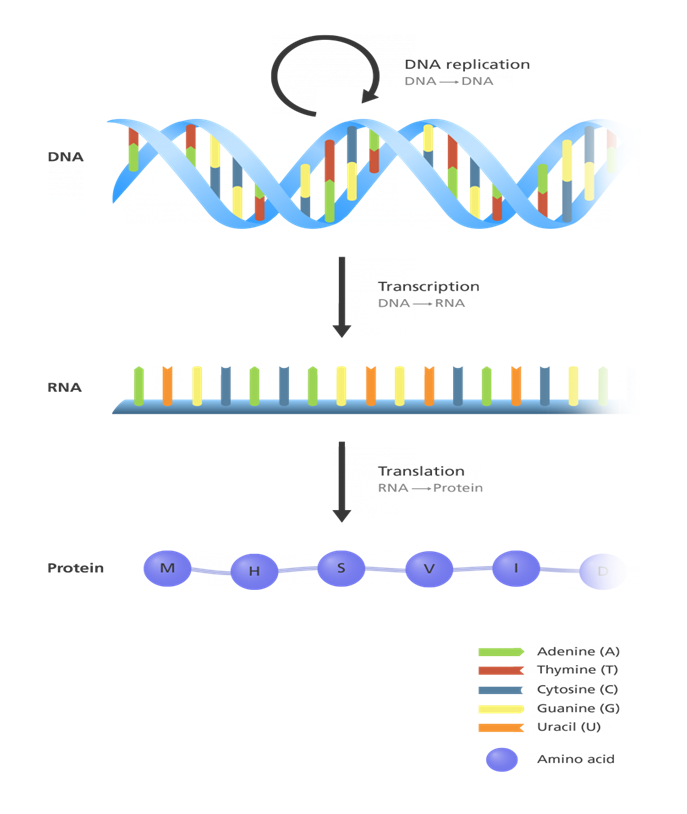 DNA replication
DNA → DNA
DNA
Transcription
DNA → RNA
RNA
Translation
RNA → Protein
Protein
M H S V I D
Adenine (A)
Thymine (T)
Cytosine (C)
Guanine (G)
Uracil (U)
Amino acid